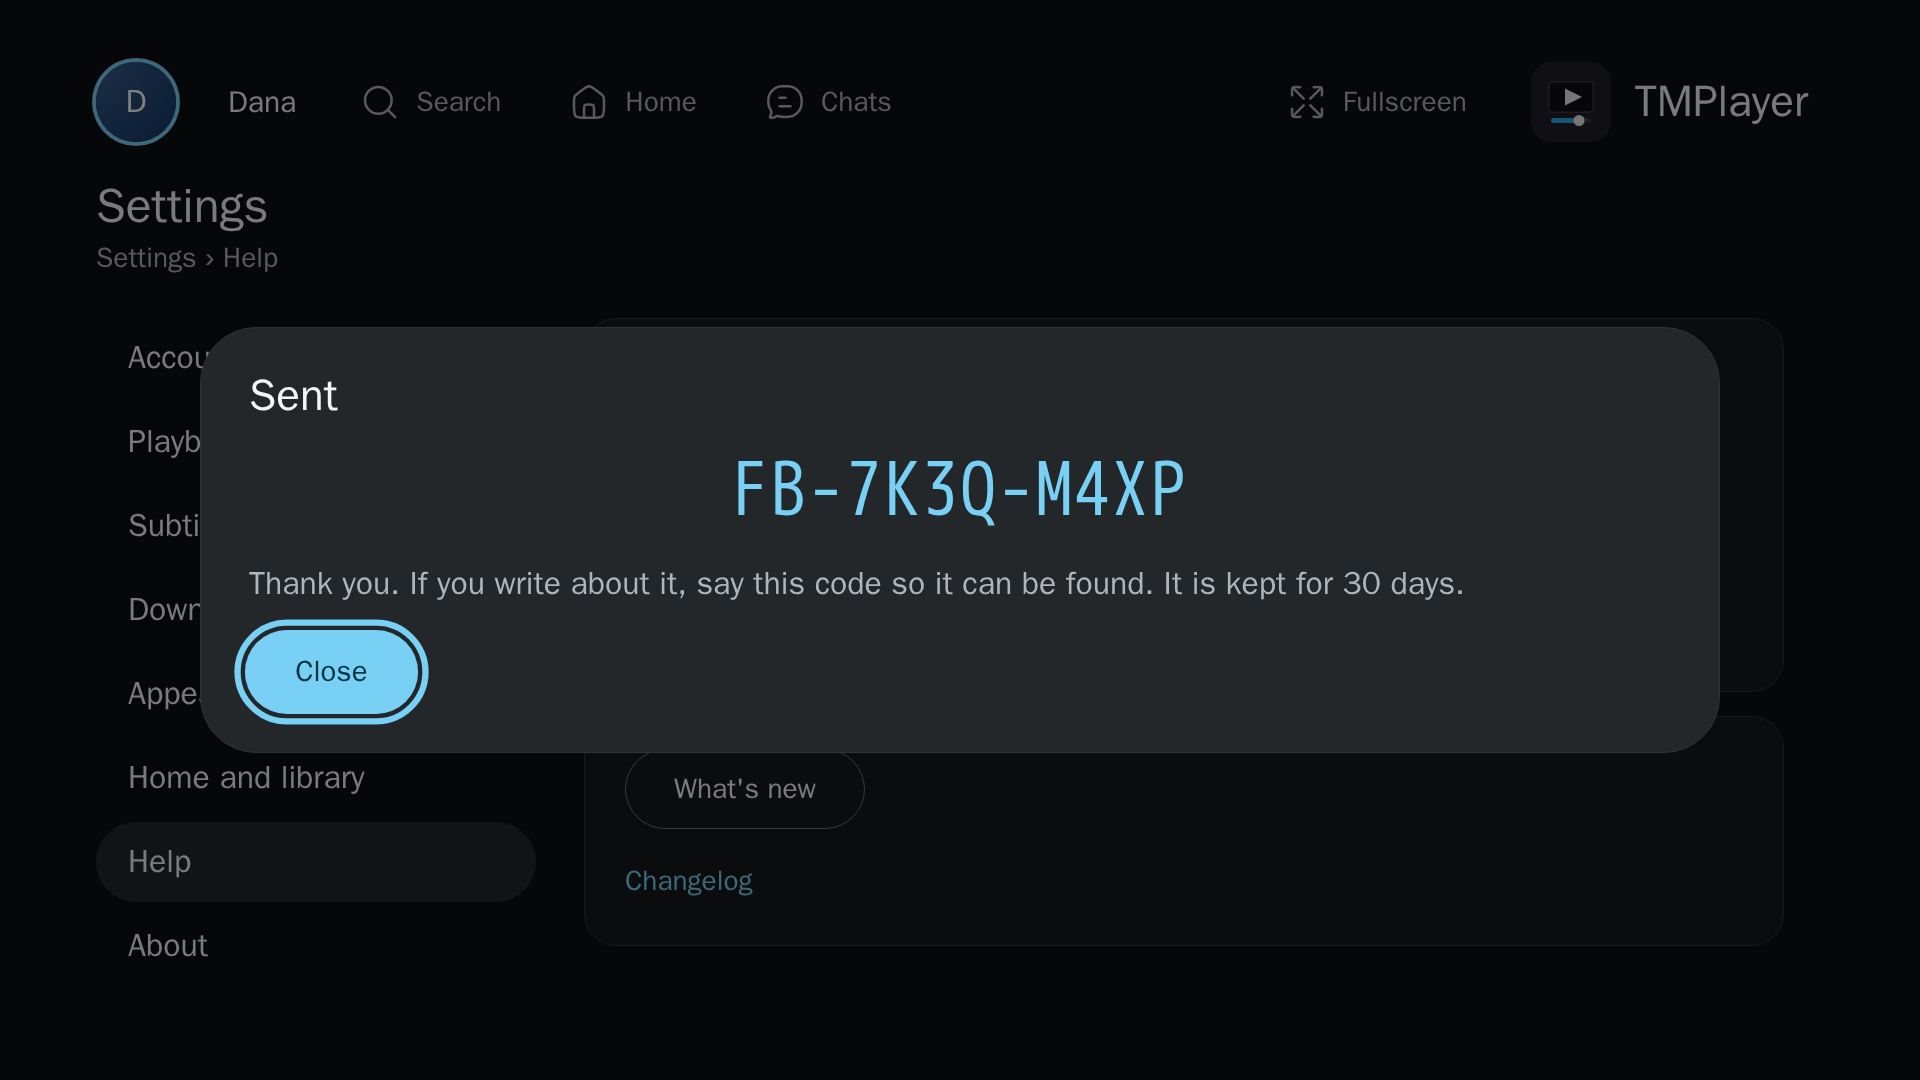 D
Dana
Search
Home
Chats
Fullscreen
TMPlayer
Settings
Settings › Help
Sent
FB-7K3Q-M4XP
Thank you. If you write about it, say this code so it can be found. It is kept for 30 days.
Close
Home and library
Help
About
What's new
Changelog